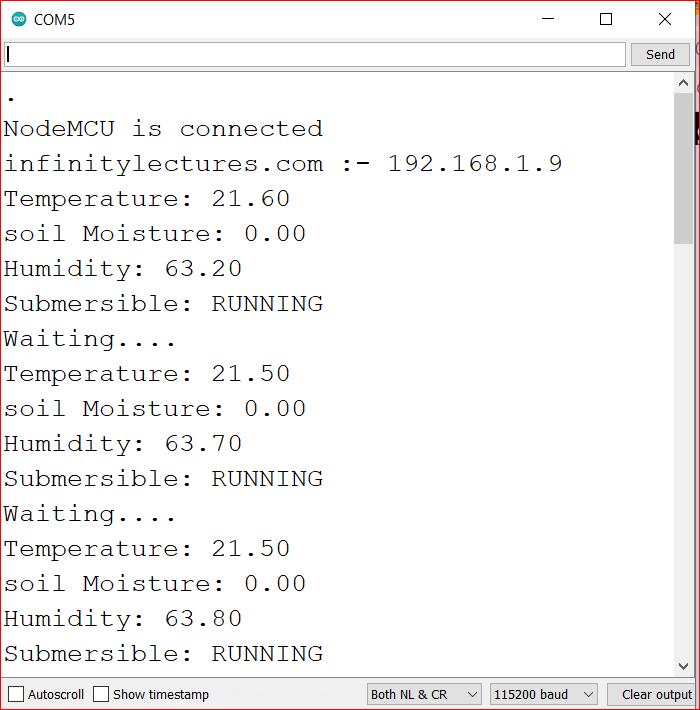 COM5
Send
.
NodeMCU is connected
infinitylectures.com :- 192.168.1.9
Temperature: 21.60
soil Moisture: 0.00
Humidity: 63.20
Submersible: RUNNING
Waiting....
Temperature: 21.50
soil Moisture: 0.00
Humidity: 63.70
Submersible: RUNNING
Waiting....
Temperature: 21.50
soil Moisture: 0.00
Humidity: 63.80
Submersible: RUNNING
Autoscroll Show timestamp Both NL & CR 115200 baud Clear output